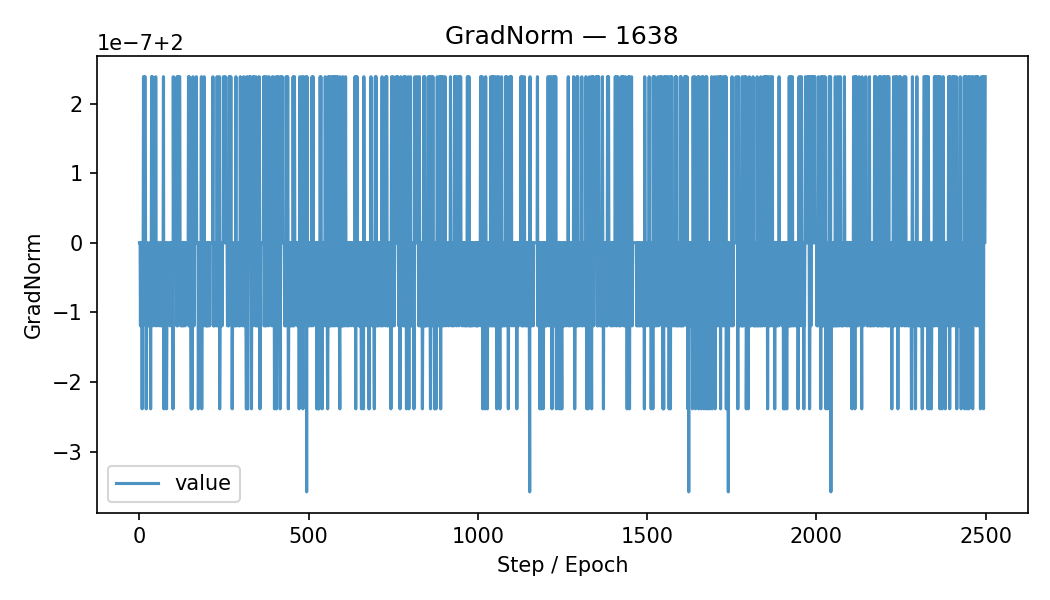 GradNorm — 1638
1e−7+2
2
1
0
−1
−2
−3
GradNorm
value
0
500
1000
1500
2000
2500
Step / Epoch